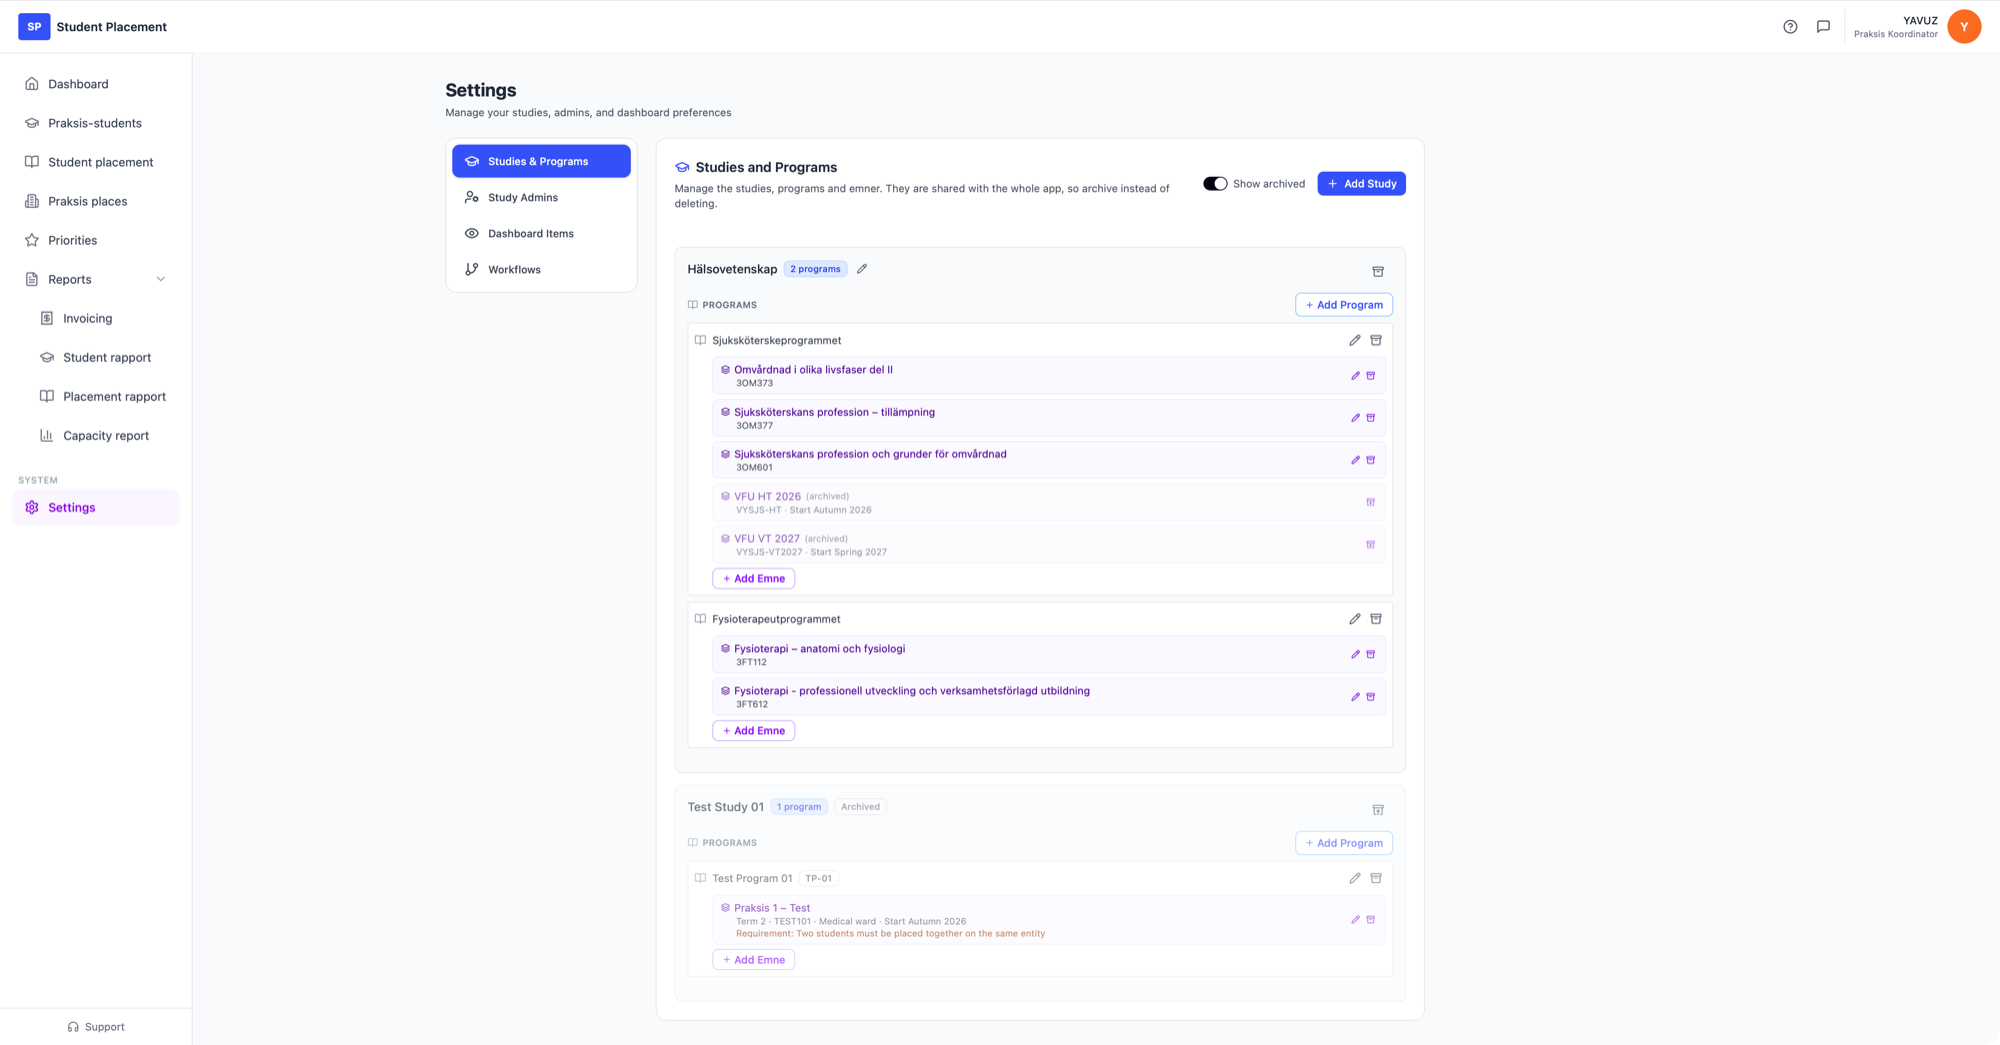 SP Student Placement
YAVUZ
Praksis Koordinator
Y
Dashboard
Praksis-students
Student placement
Praksis places
Priorities
Reports
Invoicing
Student rapport
Placement rapport
Capacity report
SYSTEM
Settings
Support
Settings
Manage your studies, admins, and dashboard preferences
Studies & Programs
Study Admins
Dashboard Items
Workflows
Studies and Programs
Manage the studies, programs and emner. They are shared with the whole app, so archive instead of
deleting.
Show archived
+ Add Study
Hälsovetenskap 2 programs
PROGRAMS
+ Add Program
Sjuksköterskeprogrammet
Omvårdnad i olika livsfaser del II
3OM373
Sjuksköterskans profession – tillämpning
3OM377
Sjuksköterskans profession och grunder för omvårdnad
3OM601
VFU HT 2026 (archived)
VYSJS-HT · Start Autumn 2026
VFU VT 2027 (archived)
VYSJS-VT2027 · Start Spring 2027
+ Add Emne
Fysioterapeutprogrammet
Fysioterapi – anatomi och fysiologi
3FT112
Fysioterapi - professionell utveckling och verksamhetsförlagd utbildning
3FT612
+ Add Emne
Test Study 01 1 program Archived
PROGRAMS
+ Add Program
Test Program 01 TP-01
Praksis 1 – Test
Term 2 · TEST101 · Medical ward · Start Autumn 2026
Requirement: Two students must be placed together on the same entity
+ Add Emne